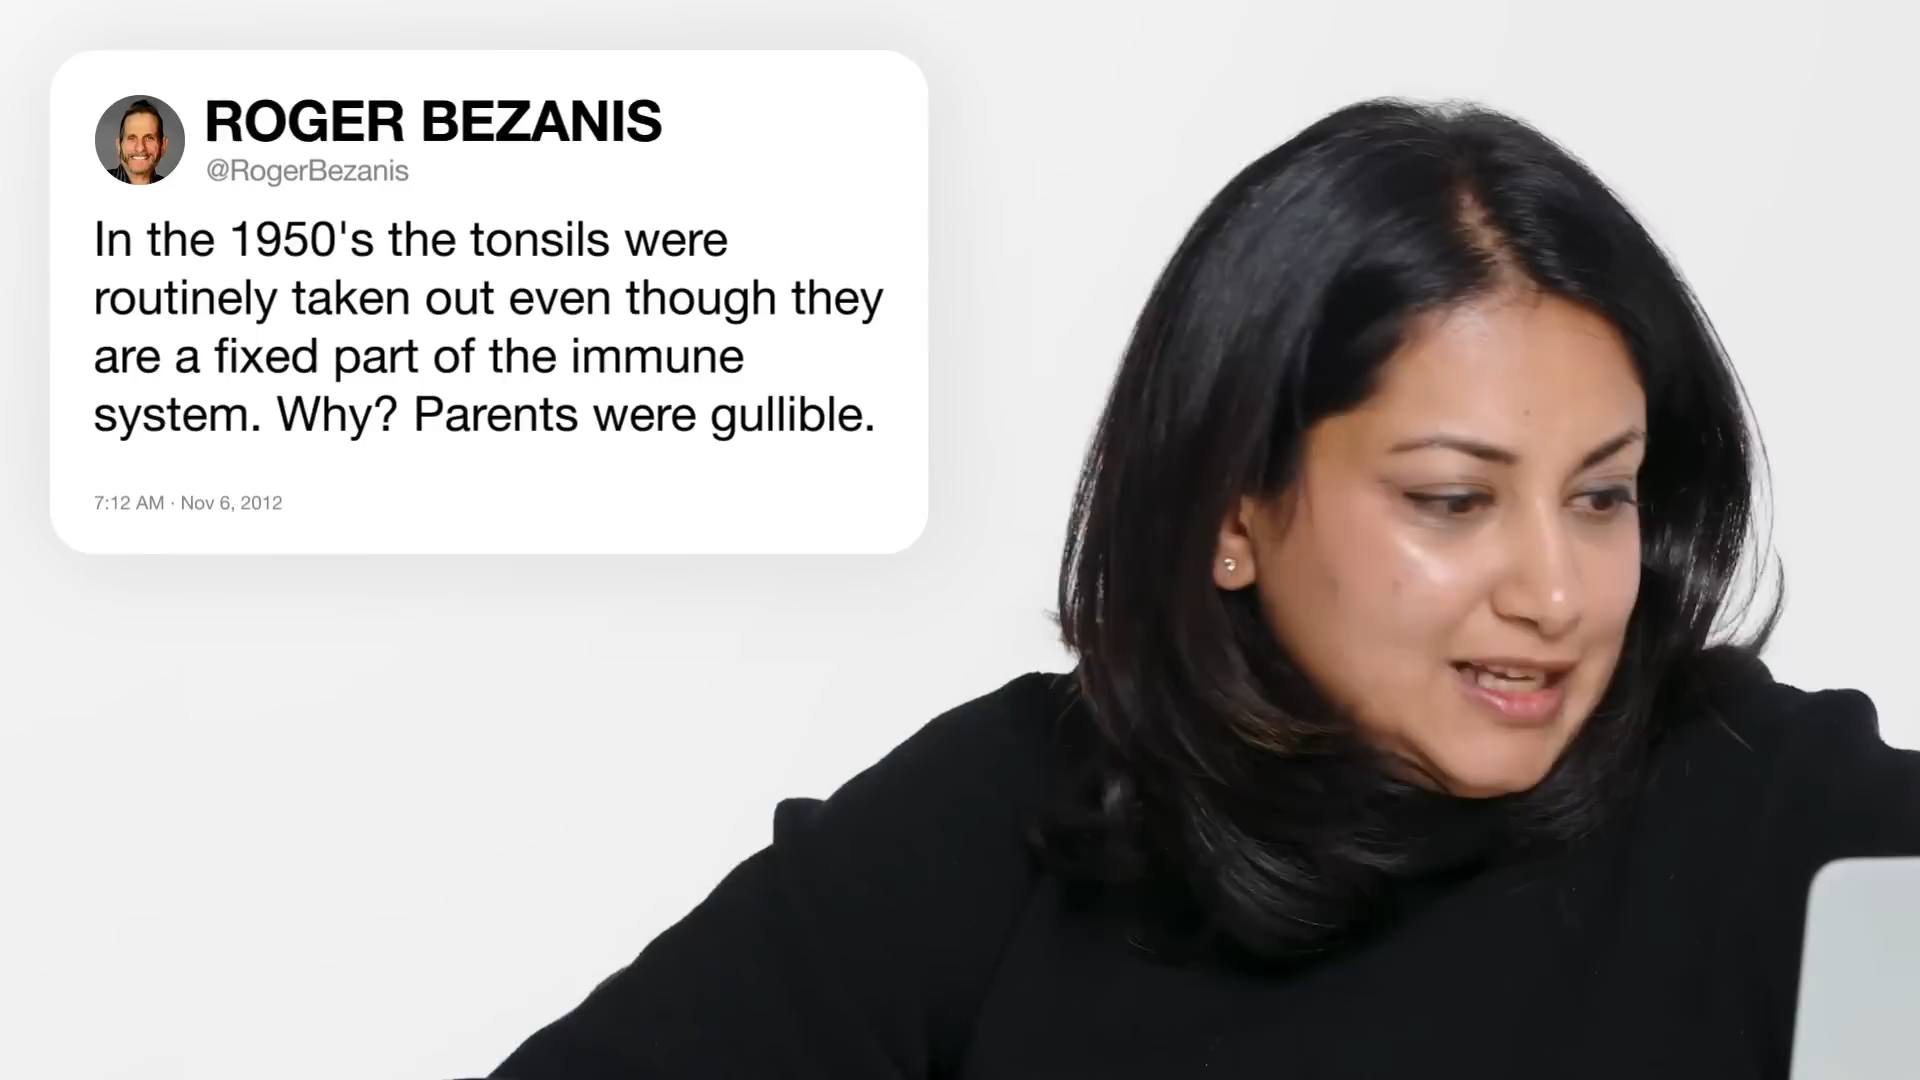 ROGER BEZANIS
@RogerBezanis
In the 1950's the tonsils were
routinely taken out even though they
are a fixed part of the immune
system. Why? Parents were gullible.
7:12 AM · Nov 6, 2012